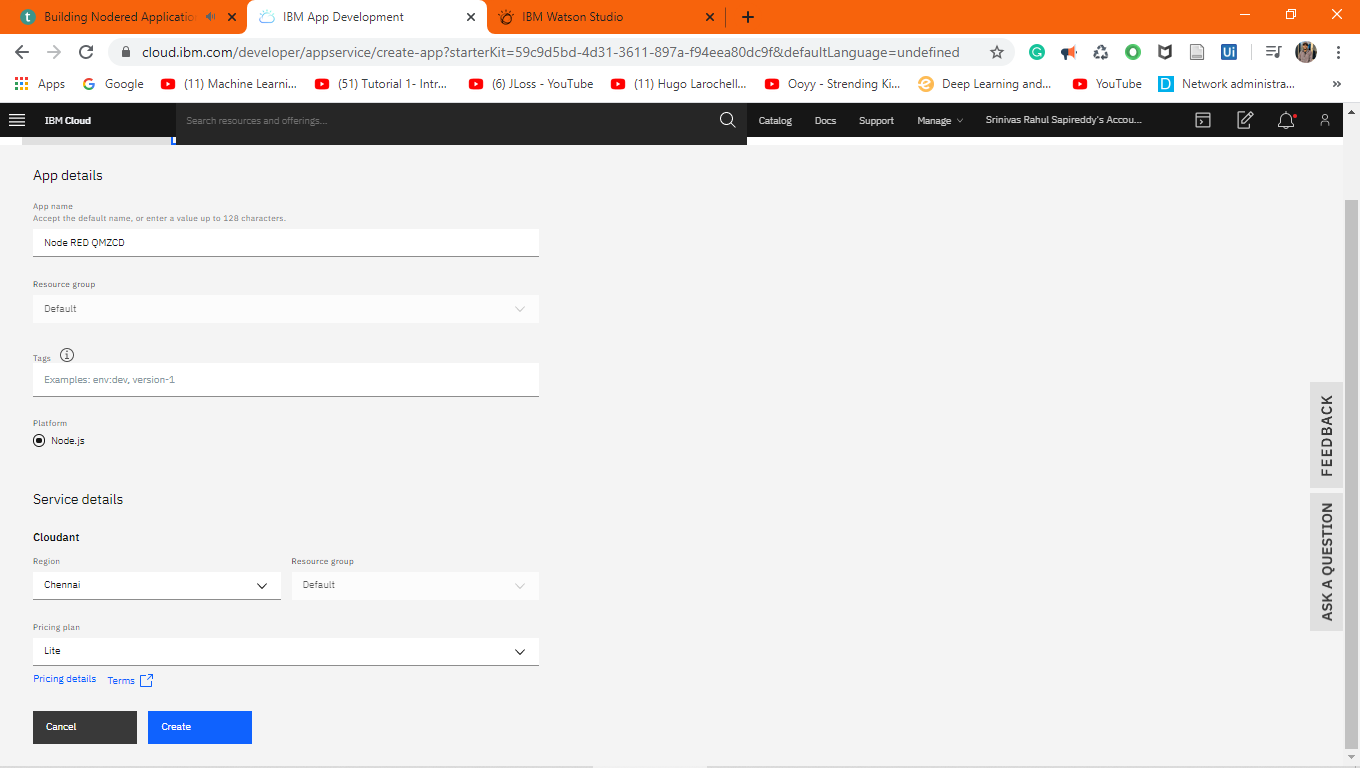 Building Nodered Applicatio
IBM App Development
IBM Watson Studio
cloud.ibm.com/developer/appservice/create-app?starterKit=59c9d5bd-4d31-3611-897a-f94eea80dc9f&defaultLanguage=undefined
Apps
Google
(11) Machine Learni...
(51) Tutorial 1- Intr...
(6) JLoss - YouTube
(11) Hugo Larochell...
Ooyy - Strending Ki...
Deep Learning and...
YouTube
Network administra...
»
IBM Cloud
Search resources and offerings...
Catalog
Docs
Support
Manage
Srinivas Rahul Sapireddy's Accou...
App details
App name
Accept the default name, or enter a value up to 128 characters.
Node RED QMZCD
Resource group
Default
Tags
Examples: env:dev, version-1
Platform
Node.js
Service details
Cloudant
Region
Resource group
Chennai
Default
Pricing plan
Lite
Pricing details
Terms
Cancel
Create
FEEDBACK
ASK A QUESTION